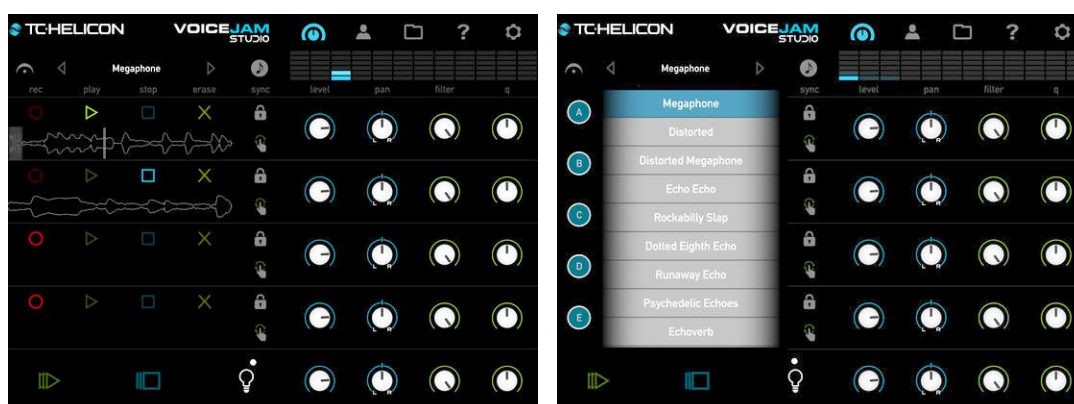 TC·HELICON VOICEJAM STUDIO ?
Megaphone
rec play stop erase sync level pan filter q
L R
L R
L R
L R
L R
TC·HELICON VOICEJAM STUDIO ?
Megaphone
sync level pan filter q
A Megaphone
Distorted
B Distorted Megaphone
Echo Echo
C Rockabilly Slap
Dotted Eighth Echo
D Runaway Echo
Psychedelic Echoes
E Echoverb
L R
L R
L R
L R
L R